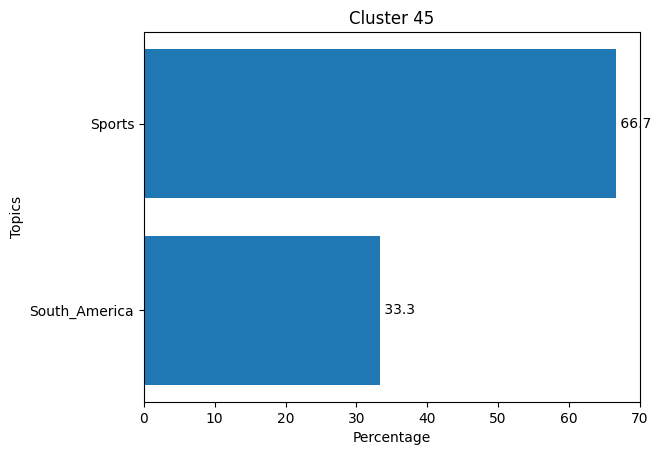 Cluster 45
Topics
Sports
66.7
South_America
33.3
0 10 20 30 40 50 60 70
Percentage